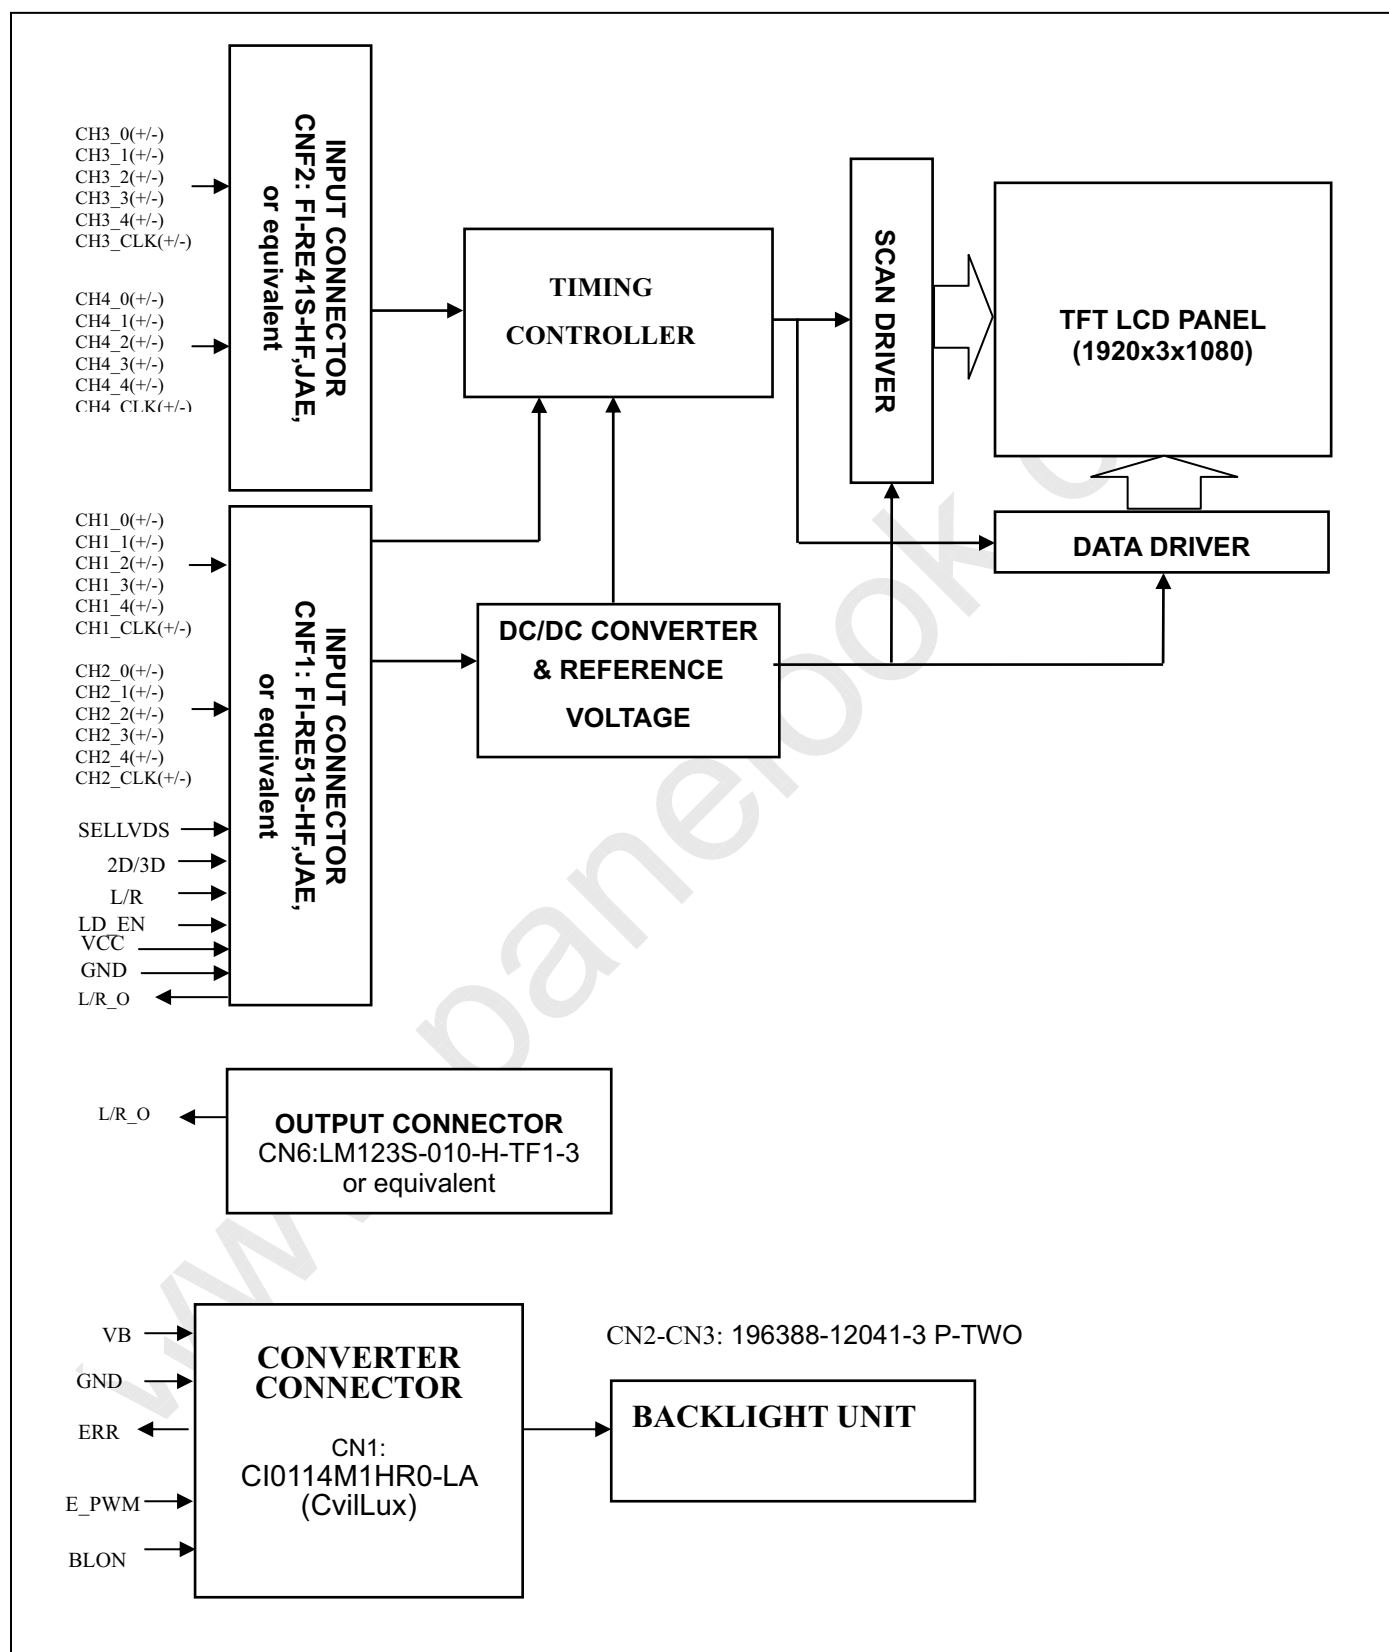 CH3_0(+/-)
CH3_1(+/-)
CH3_2(+/-)
CH3_3(+/-)
CH3_4(+/-)
CH3_CLK(+/-)
CH4_0(+/-)
CH4_1(+/-)
CH4_2(+/-)
CH4_3(+/-)
CH4_4(+/-)
CH4_CLK(+/-)
INPUT CONNECTOR
CNF2: FI-RE41S-HF,JAE,
or equivalent
TIMING
CONTROLLER
SCAN DRIVER
TFT LCD PANEL
(1920x3x1080)
DATA DRIVER
CH1_0(+/-)
CH1_1(+/-)
CH1_2(+/-)
CH1_3(+/-)
CH1_4(+/-)
CH1_CLK(+/-)
CH2_0(+/-)
CH2_1(+/-)
CH2_2(+/-)
CH2_3(+/-)
CH2_4(+/-)
CH2_CLK(+/-)
SELLVDS
2D/3D
L/R
LD_EN
VCC
GND
L/R_O
INPUT CONNECTOR
CNF1: FI-RE51S-HF,JAE,
or equivalent
DC/DC CONVERTER
& REFERENCE
VOLTAGE
L/R_O
OUTPUT CONNECTOR
CN6:LM123S-010-H-TF1-3
or equivalent
VB
GND
ERR
E_PWM
BLON
CONVERTER
CONNECTOR
CN1:
CI0114M1HR0-LA
(CvilLux)
CN2-CN3: 196388-12041-3 P-TWO
BACKLIGHT UNIT